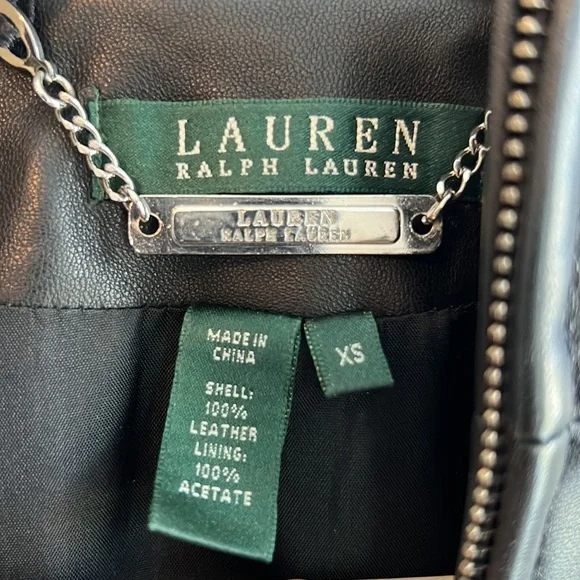 LAUREN
RALPH LAUREN
LAUREN
RALPH LAUREN
MADE IN
CHINA
SHELL:
100%
LEATHER
LINING:
100%
ACETATE
XS